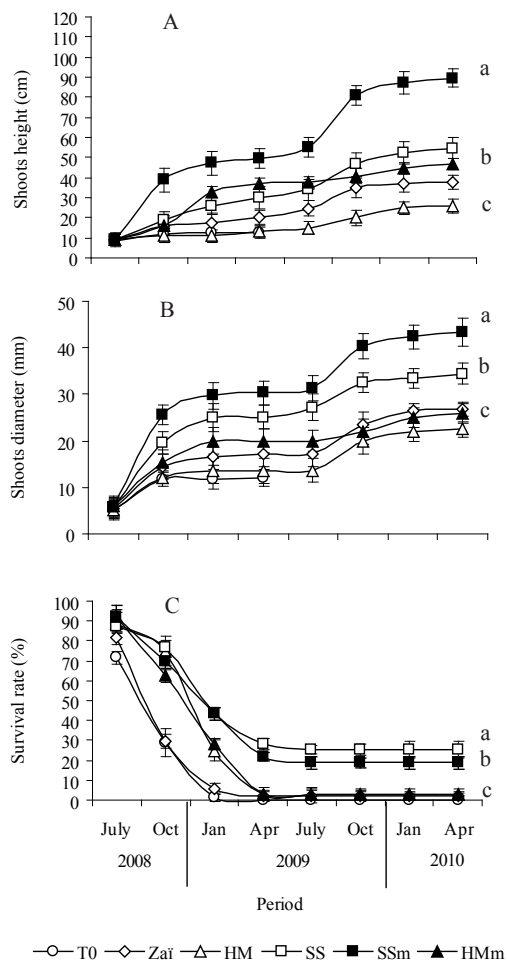 A
Shoots height (cm)
120
110
100
90
80
70
60
50
40
30
20
10
0
a
b
c
B
Shoots diameter (mm)
50
40
30
20
10
0
a
b
c
C
Survival rate (%)
100
90
80
70
60
50
40
30
20
10
0
a
b
c
July Oct Jan Apr July Oct Jan Apr
2008 2009 2010
Period
T0 Zaï HM SS SSm HMm